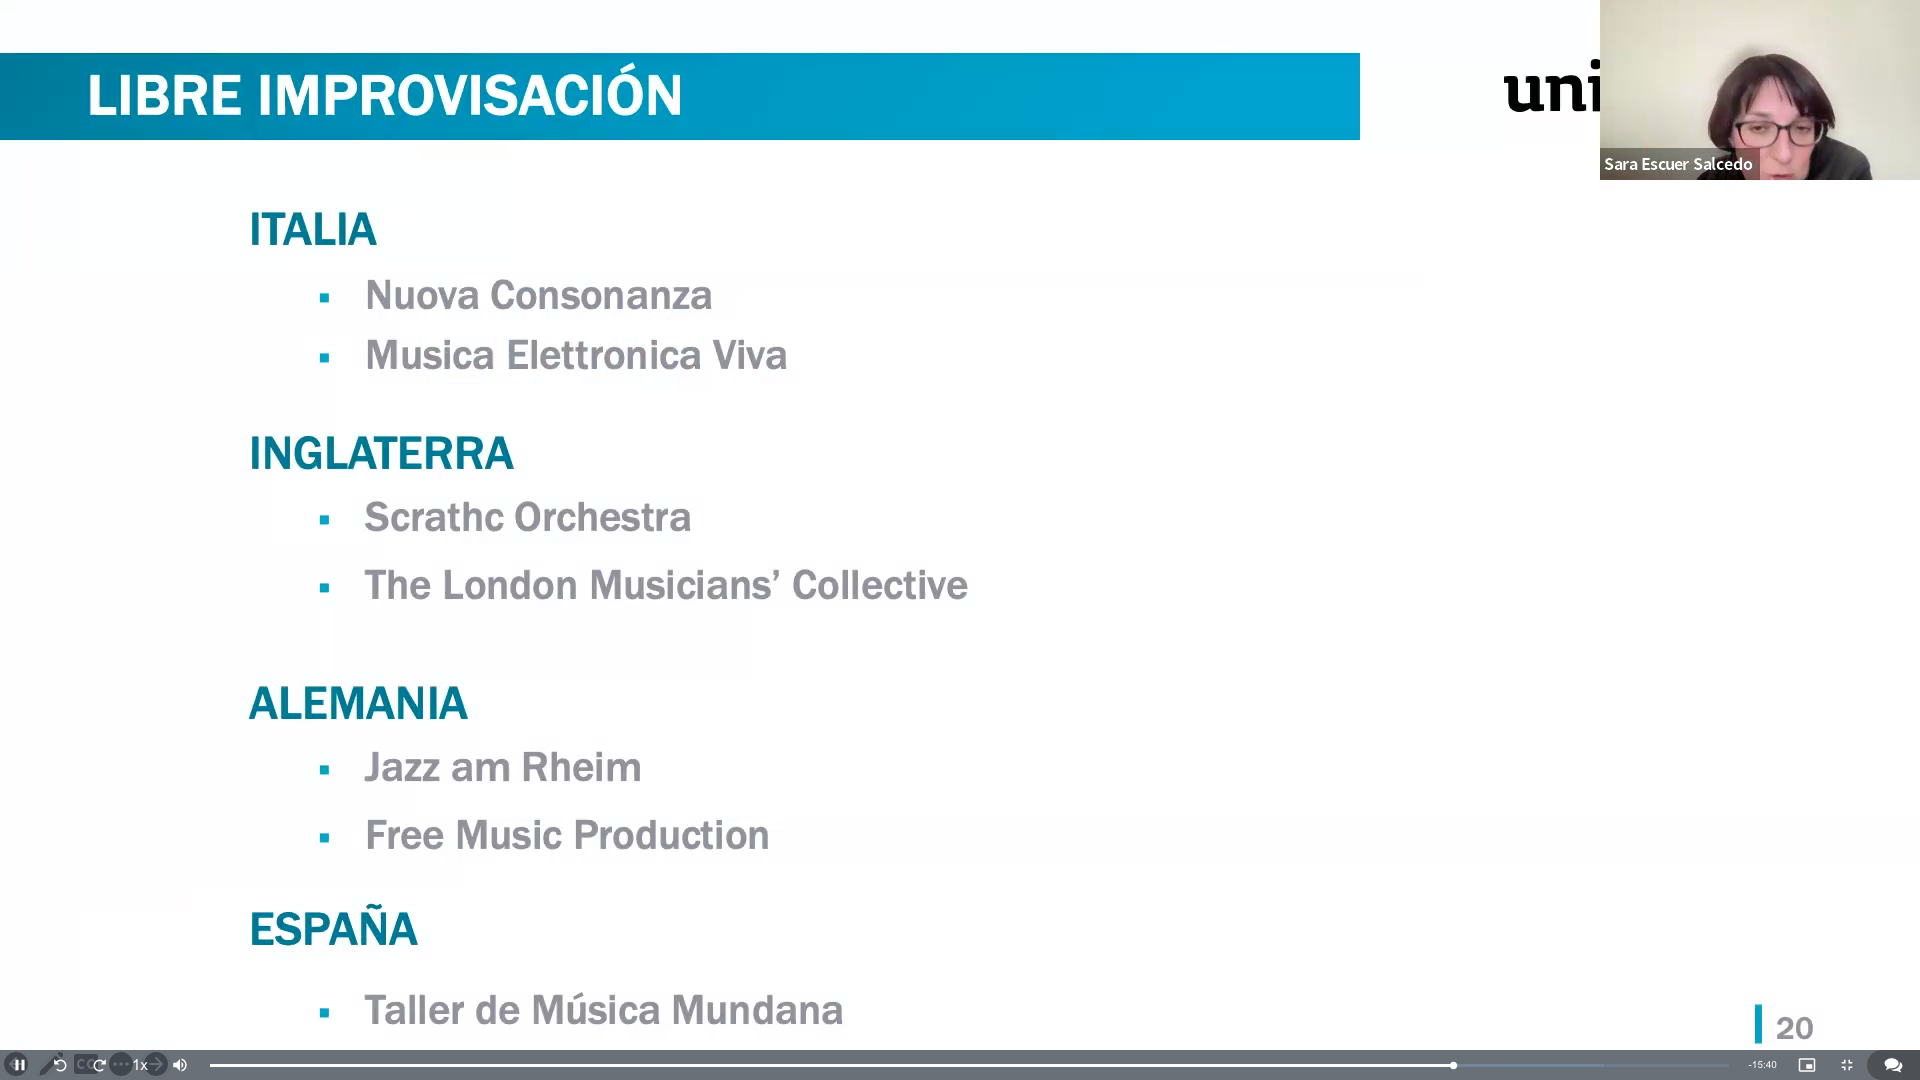 LIBRE IMPROVISACIÓN
uni
Sara Escuer Salcedo
ITALIA
▪ Nuova Consonanza
▪ Musica Elettronica Viva
INGLATERRA
▪ Scrathc Orchestra
▪ The London Musicians’ Collective
ALEMANIA
▪ Jazz am Rheim
▪ Free Music Production
ESPAÑA
▪ Taller de Música Mundana
20
CC 1x -15:40